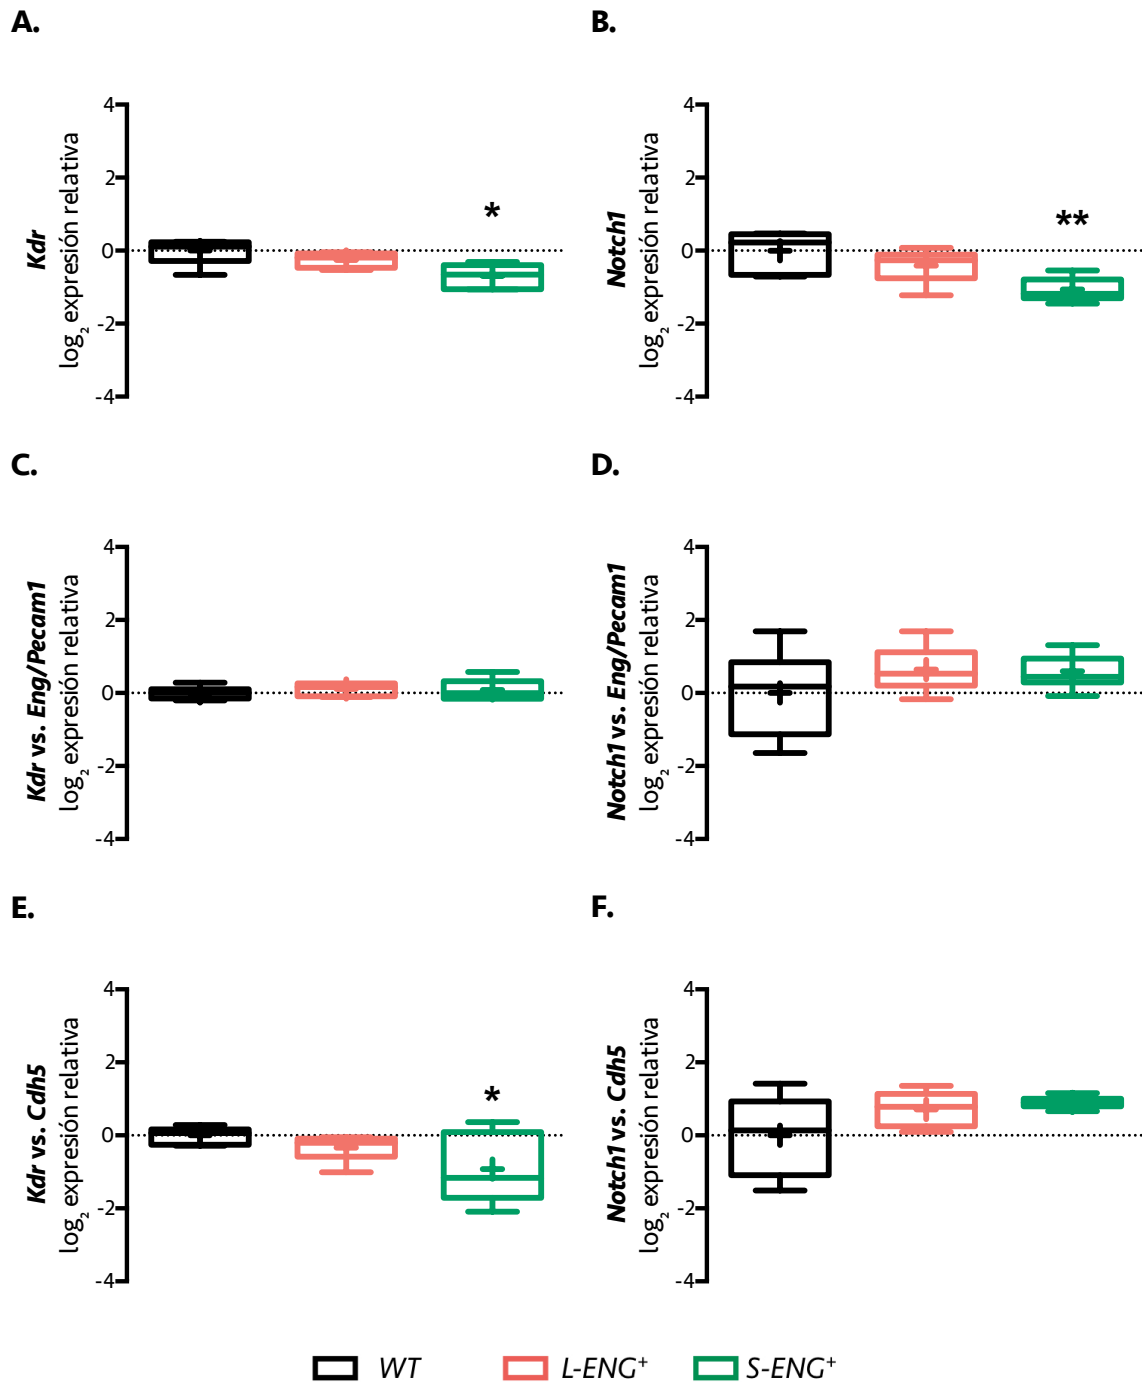 A.
Kdr
log₂ expresión relativa
4
2
0
-2
-4
*
B.
Notch1
log₂ expresión relativa
4
2
0
-2
-4
**
C.
Kdr vs. Eng/Pecam1
log₂ expresión relativa
4
2
0
-2
-4
D.
Notch1 vs. Eng/Pecam1
log₂ expresión relativa
4
2
0
-2
-4
E.
Kdr vs. Cdh5
log₂ expresión relativa
4
2
0
-2
-4
*
F.
Notch1 vs. Cdh5
log₂ expresión relativa
4
2
0
-2
-4
WT L-ENG⁺ S-ENG⁺